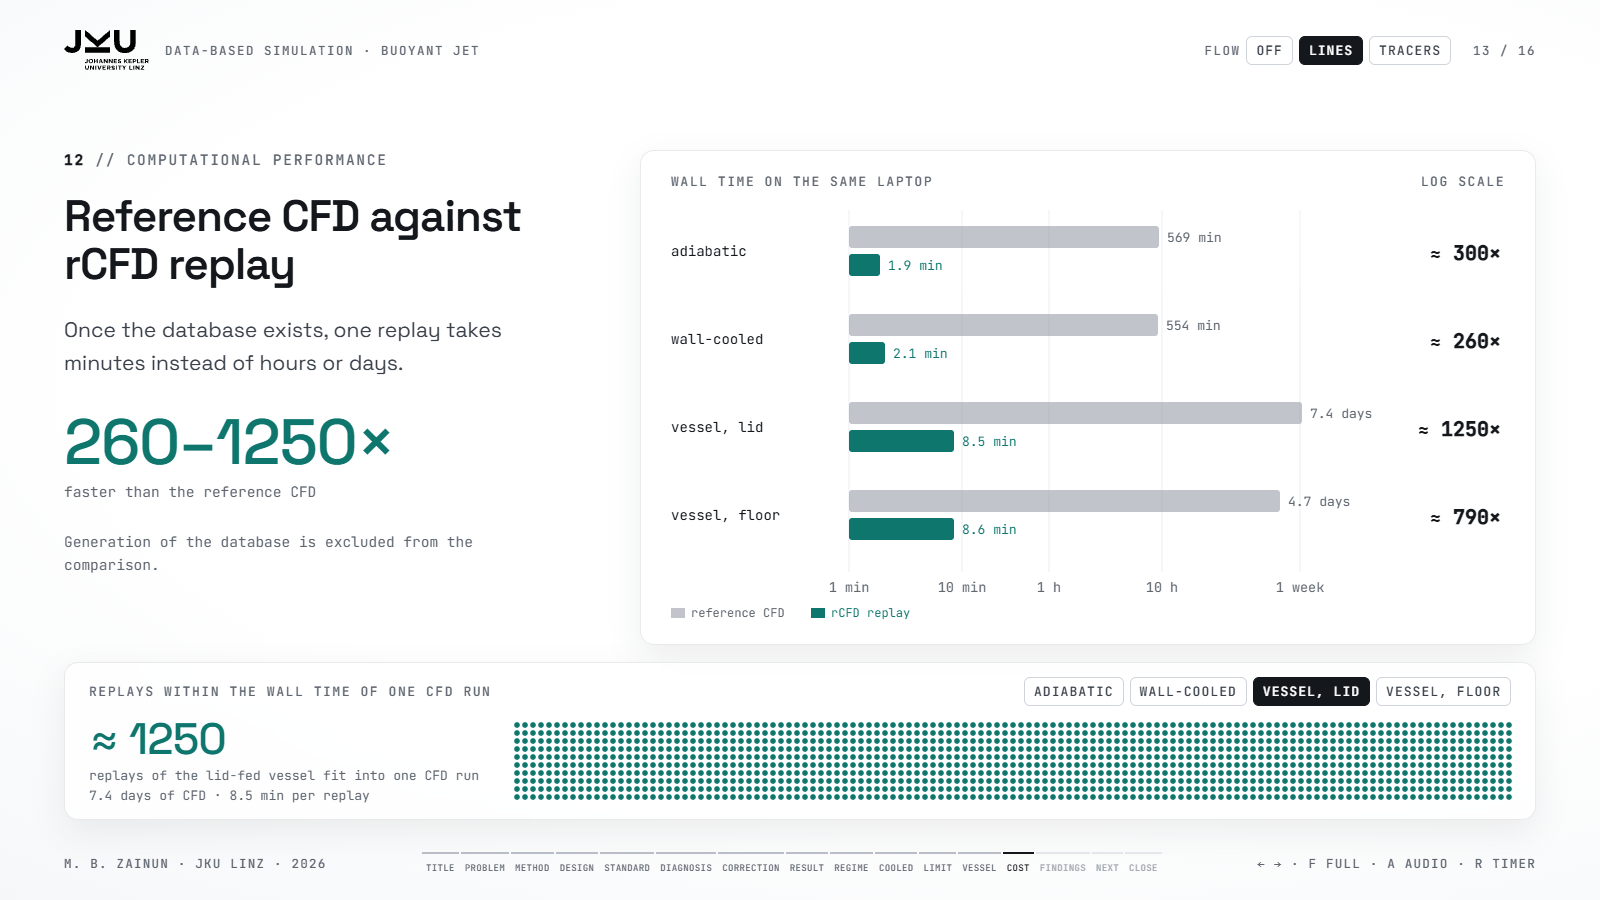 JKU
JOHANNES KEPLER
UNIVERSITY LINZ
DATA-BASED SIMULATION · BUOYANT JET
FLOW OFF LINES TRACERS 13 / 16
12 // COMPUTATIONAL PERFORMANCE
Reference CFD against
rCFD replay
Once the database exists, one replay takes
minutes instead of hours or days.
260–1250×
faster than the reference CFD
Generation of the database is excluded from the
comparison.
WALL TIME ON THE SAME LAPTOP LOG SCALE
569 min
adiabatic ≈ 300×
1.9 min
554 min
wall-cooled ≈ 260×
2.1 min
7.4 days
vessel, lid ≈ 1250×
8.5 min
4.7 days
vessel, floor ≈ 790×
8.6 min
1 min 10 min 1 h 10 h 1 week
reference CFD rCFD replay
REPLAYS WITHIN THE WALL TIME OF ONE CFD RUN ADIABATIC WALL-COOLED VESSEL, LID VESSEL, FLOOR
≈ 1250
replays of the lid-fed vessel fit into one CFD run
7.4 days of CFD · 8.5 min per replay
M. B. ZAINUN · JKU LINZ · 2026
TITLE PROBLEM METHOD DESIGN STANDARD DIAGNOSIS CORRECTION RESULT REGIME COOLED LIMIT VESSEL COST FINDINGS NEXT CLOSE
← → · F FULL · A AUDIO · R TIMER